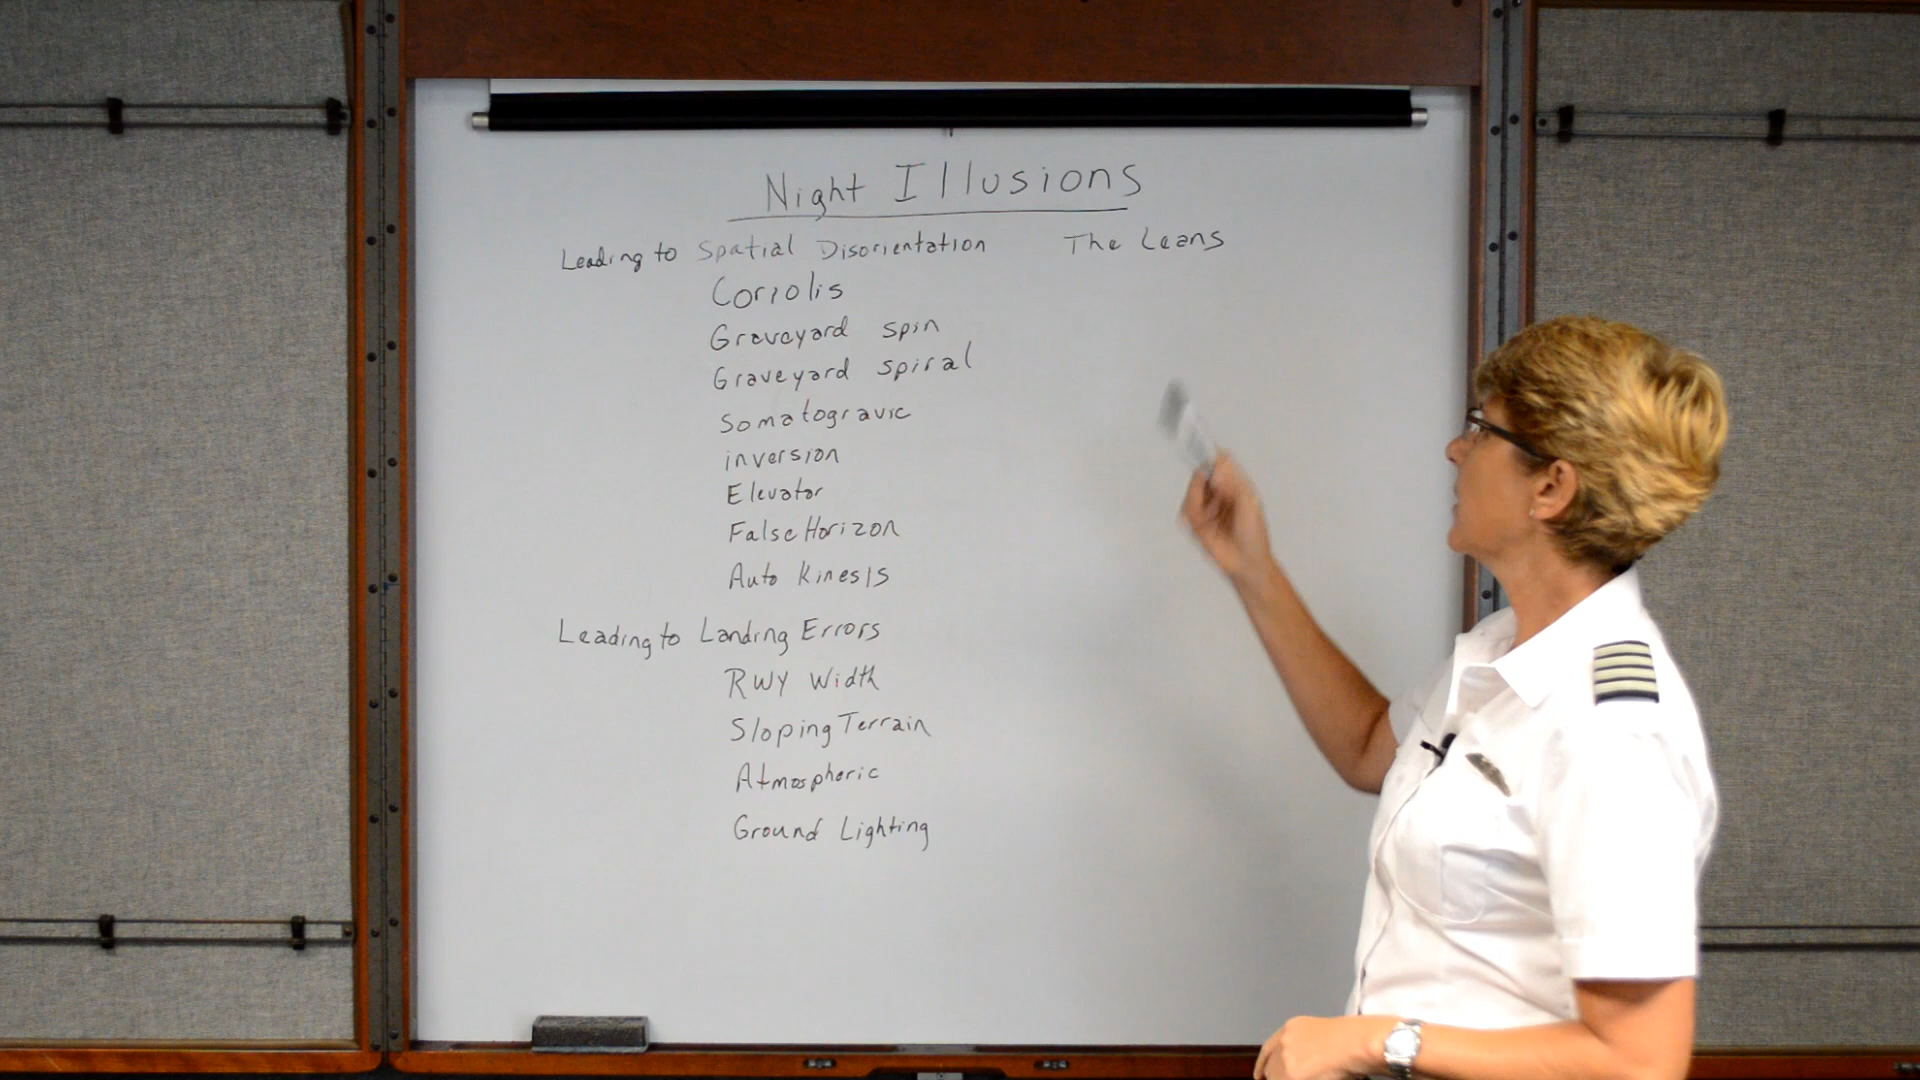 Night Illusions
Leading to Spatial Disorientation The Leans
Coriolis
Graveyard spin
Graveyard spiral
Somatogravic
inversion
Elevator
False Horizon
Auto Kinesis
Leading to Landing Errors
RWY Width
Sloping Terrain
Atmospheric
Ground Lighting